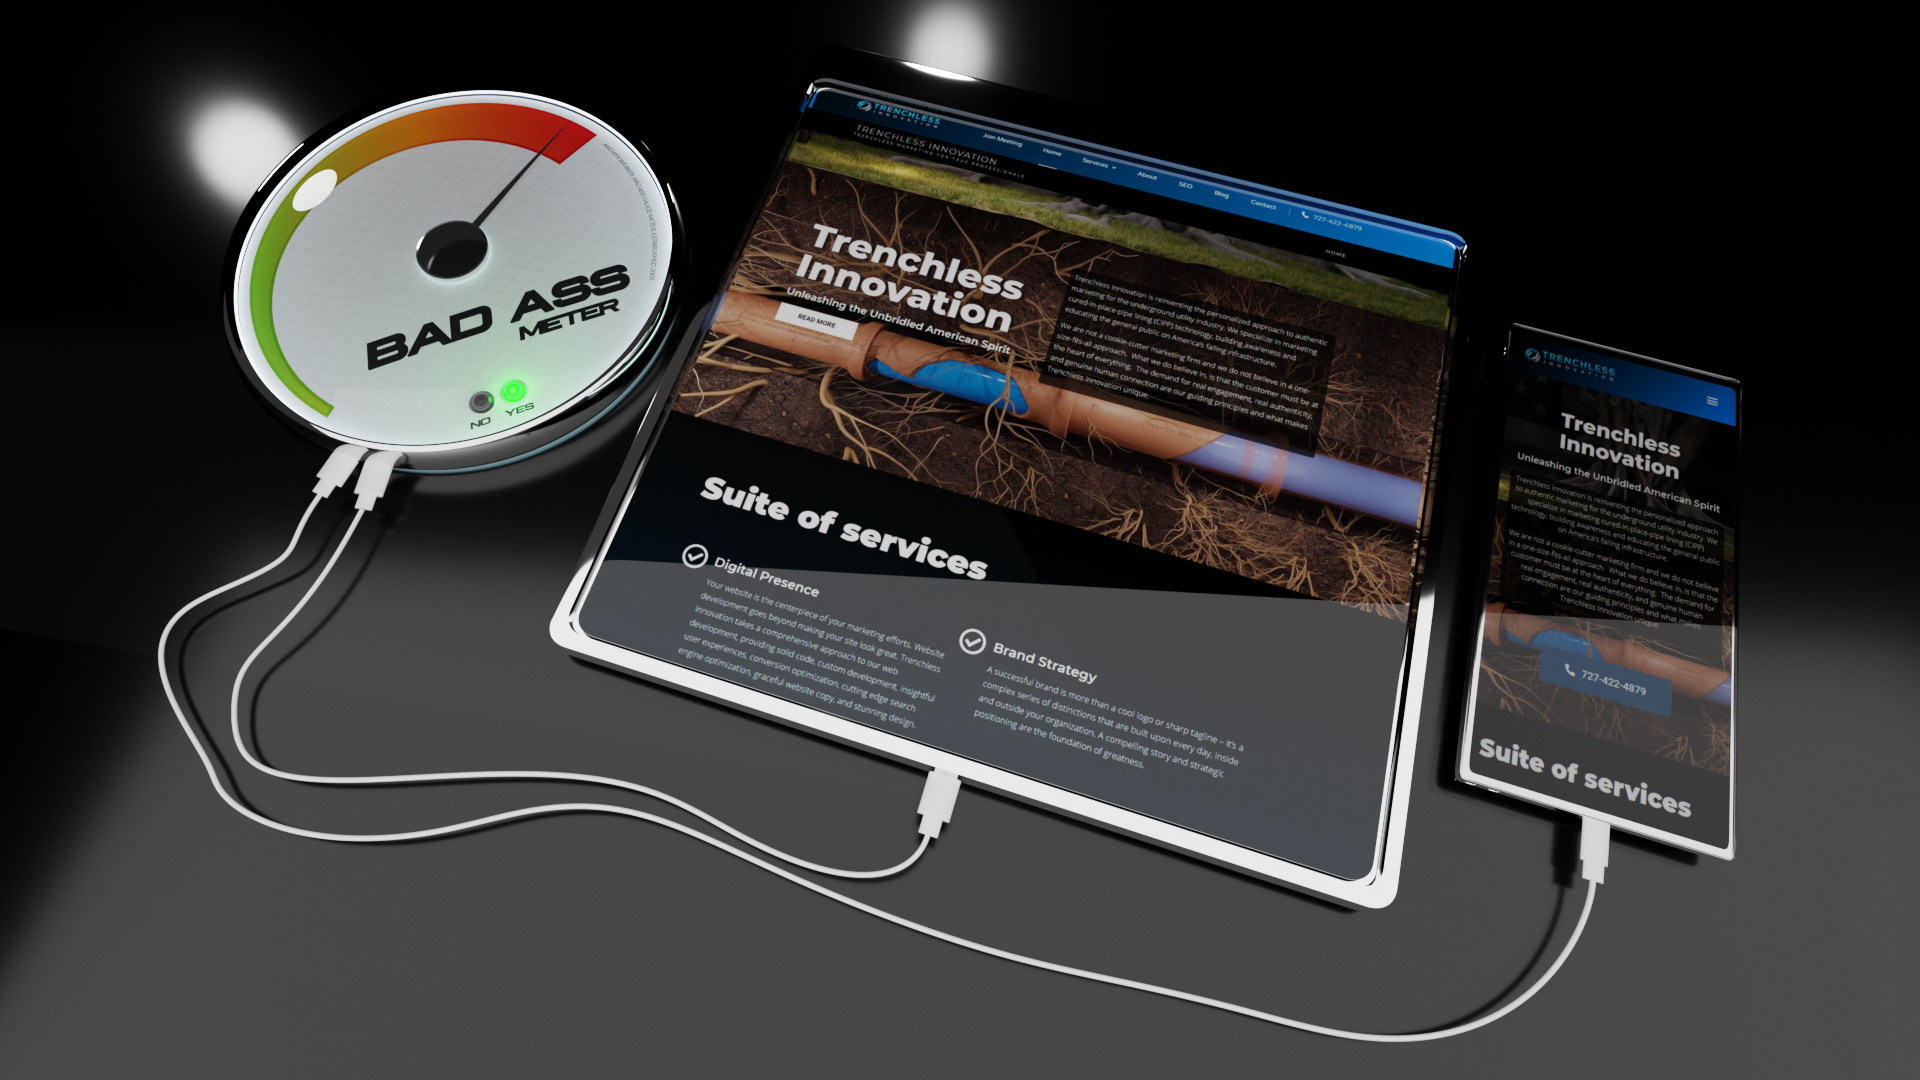 BAD ASS
METER
NO
YES
TRENCHLESS
INNOVATION
Join Meeting
Home
Services
About
SEO
Blog
Contact
727-422-4879
TRENCHLESS INNOVATION
TRENCHLESS MARKETING FOR TRUE PROFESSIONALS
HOME
Trenchless
Innovation
Unleashing the Unbridled American Spirit
READ MORE
Trenchless Innovation is reinventing the personalized approach to authentic
marketing for the underground utility industry. We specialize in marketing
cured-in-place-pipe lining (CIPP) technology, building awareness and
educating the general public on America's failing infrastructure.
We are not a cookie-cutter marketing firm and we do not believe in a one-
size-fits-all approach. What we do believe in, is that the customer must be at
the heart of everything. The demand for real engagement, real authenticity,
and genuine human connection are our guiding principles and what makes
Trenchless Innovation unique.
Suite of services
Digital Presence
Your website is the centerpiece of your marketing efforts. Website
development goes beyond making your site look great. Trenchless
Innovation takes a comprehensive approach to our web
development, providing solid code, custom development, insightful
user experiences, conversion optimization, cutting edge search
engine optimization, graceful website copy, and stunning design.
Brand Strategy
A successful brand is more than a cool logo or sharp tagline – it's a
complex series of distinctions that are built upon every day, inside
and outside your organization. A compelling story and strategic
positioning are the foundation of greatness.
TRENCHLESS
INNOVATION
Trenchless
Innovation
Unleashing the Unbridled American Spirit
Trenchless Innovation is reinventing the personalized approach
to authentic marketing for the underground utility industry. We
specialize in marketing cured-in-place-pipe lining (CIPP)
technology, building awareness and educating the general public
on America's failing infrastructure.
We are not a cookie-cutter marketing firm and we do not believe
in a one-size-fits-all approach. What we do believe in, is that the
customer must be at the heart of everything. The demand for
real engagement, real authenticity, and genuine human
connection are our guiding principles and what makes
Trenchless Innovation unique.
727-422-4879
Suite of services